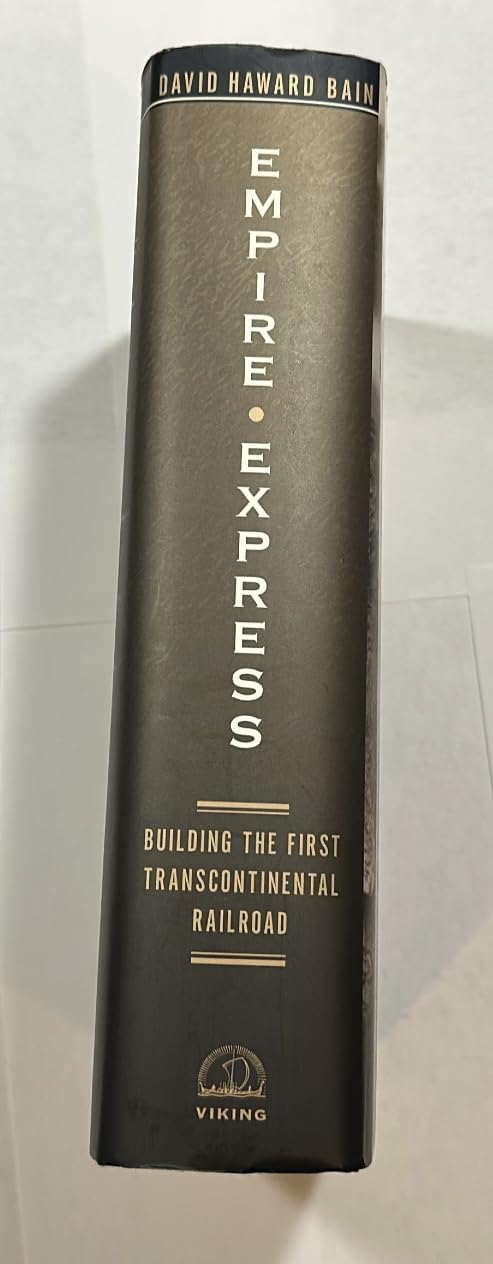 DAVID HAWARD BAIN
EMPIRE • EXPRESS
BUILDING THE FIRST
TRANSCONTINENTAL
RAILROAD
VIKING